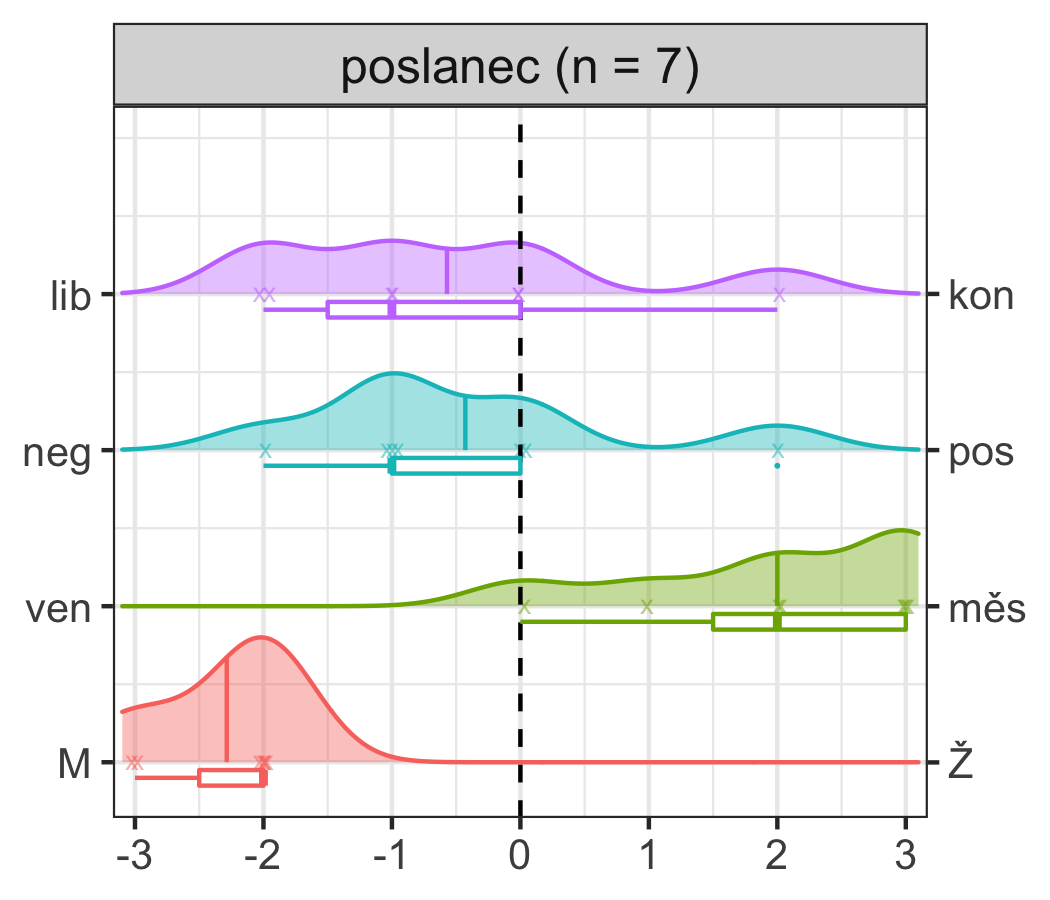 poslanec (n = 7)
lib kon
neg pos
ven měs
M Ž
-3 -2 -1 0 1 2 3